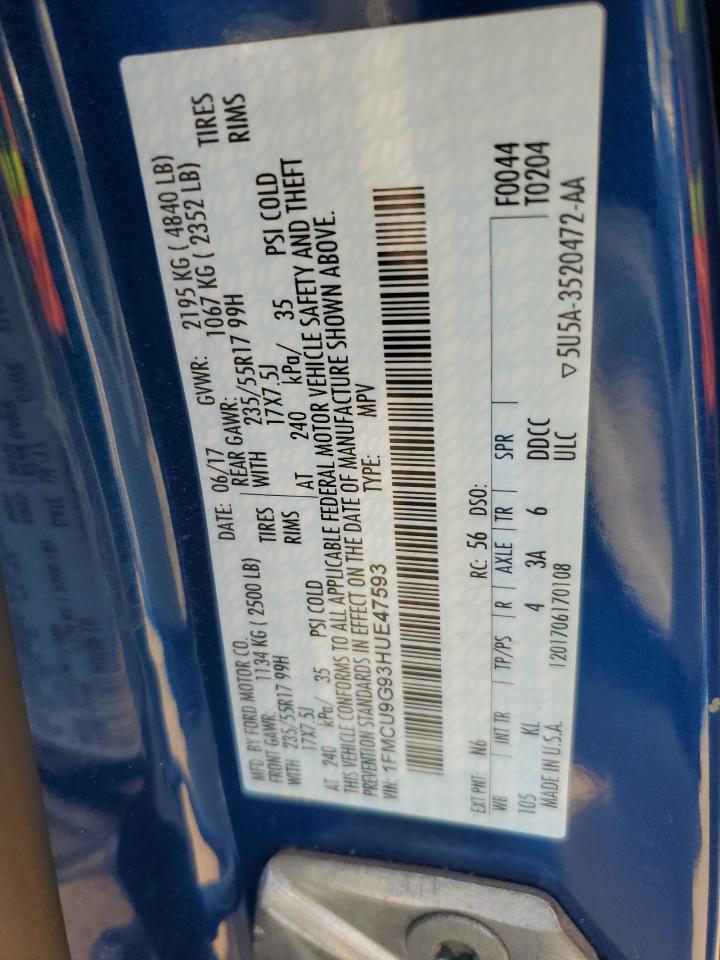 MFD. BY FORD MOTOR CO.
DATE: 06/17 GVWR: 2195 KG ( 4840 LB)
FRONT GAWR: 1134 KG ( 2500 LB) REAR GAWR: 1067 KG ( 2352 LB)
WITH 235/55R17 99H TIRES WITH 235/55R17 99H TIRES
17X7.5J RIMS 17X7.5J RIMS
AT 240 kPa/ 35 PSI COLD AT 240 kPa/ 35 PSI COLD
THIS VEHICLE CONFORMS TO ALL APPLICABLE FEDERAL MOTOR VEHICLE SAFETY AND THEFT
PREVENTION STANDARDS IN EFFECT ON THE DATE OF MANUFACTURE SHOWN ABOVE.
VIN: 1FMCU9G93HUE47593 TYPE: MPV
EXT PNT: N6 RC: 56 DSO:
WB INT TR TP/PS R AXLE TR SPR F0044
105 KL 4 3A 6 DDCC T0204
MADE IN U.S.A. 1201706170108 ULC
▽5U5A-3520472-AA